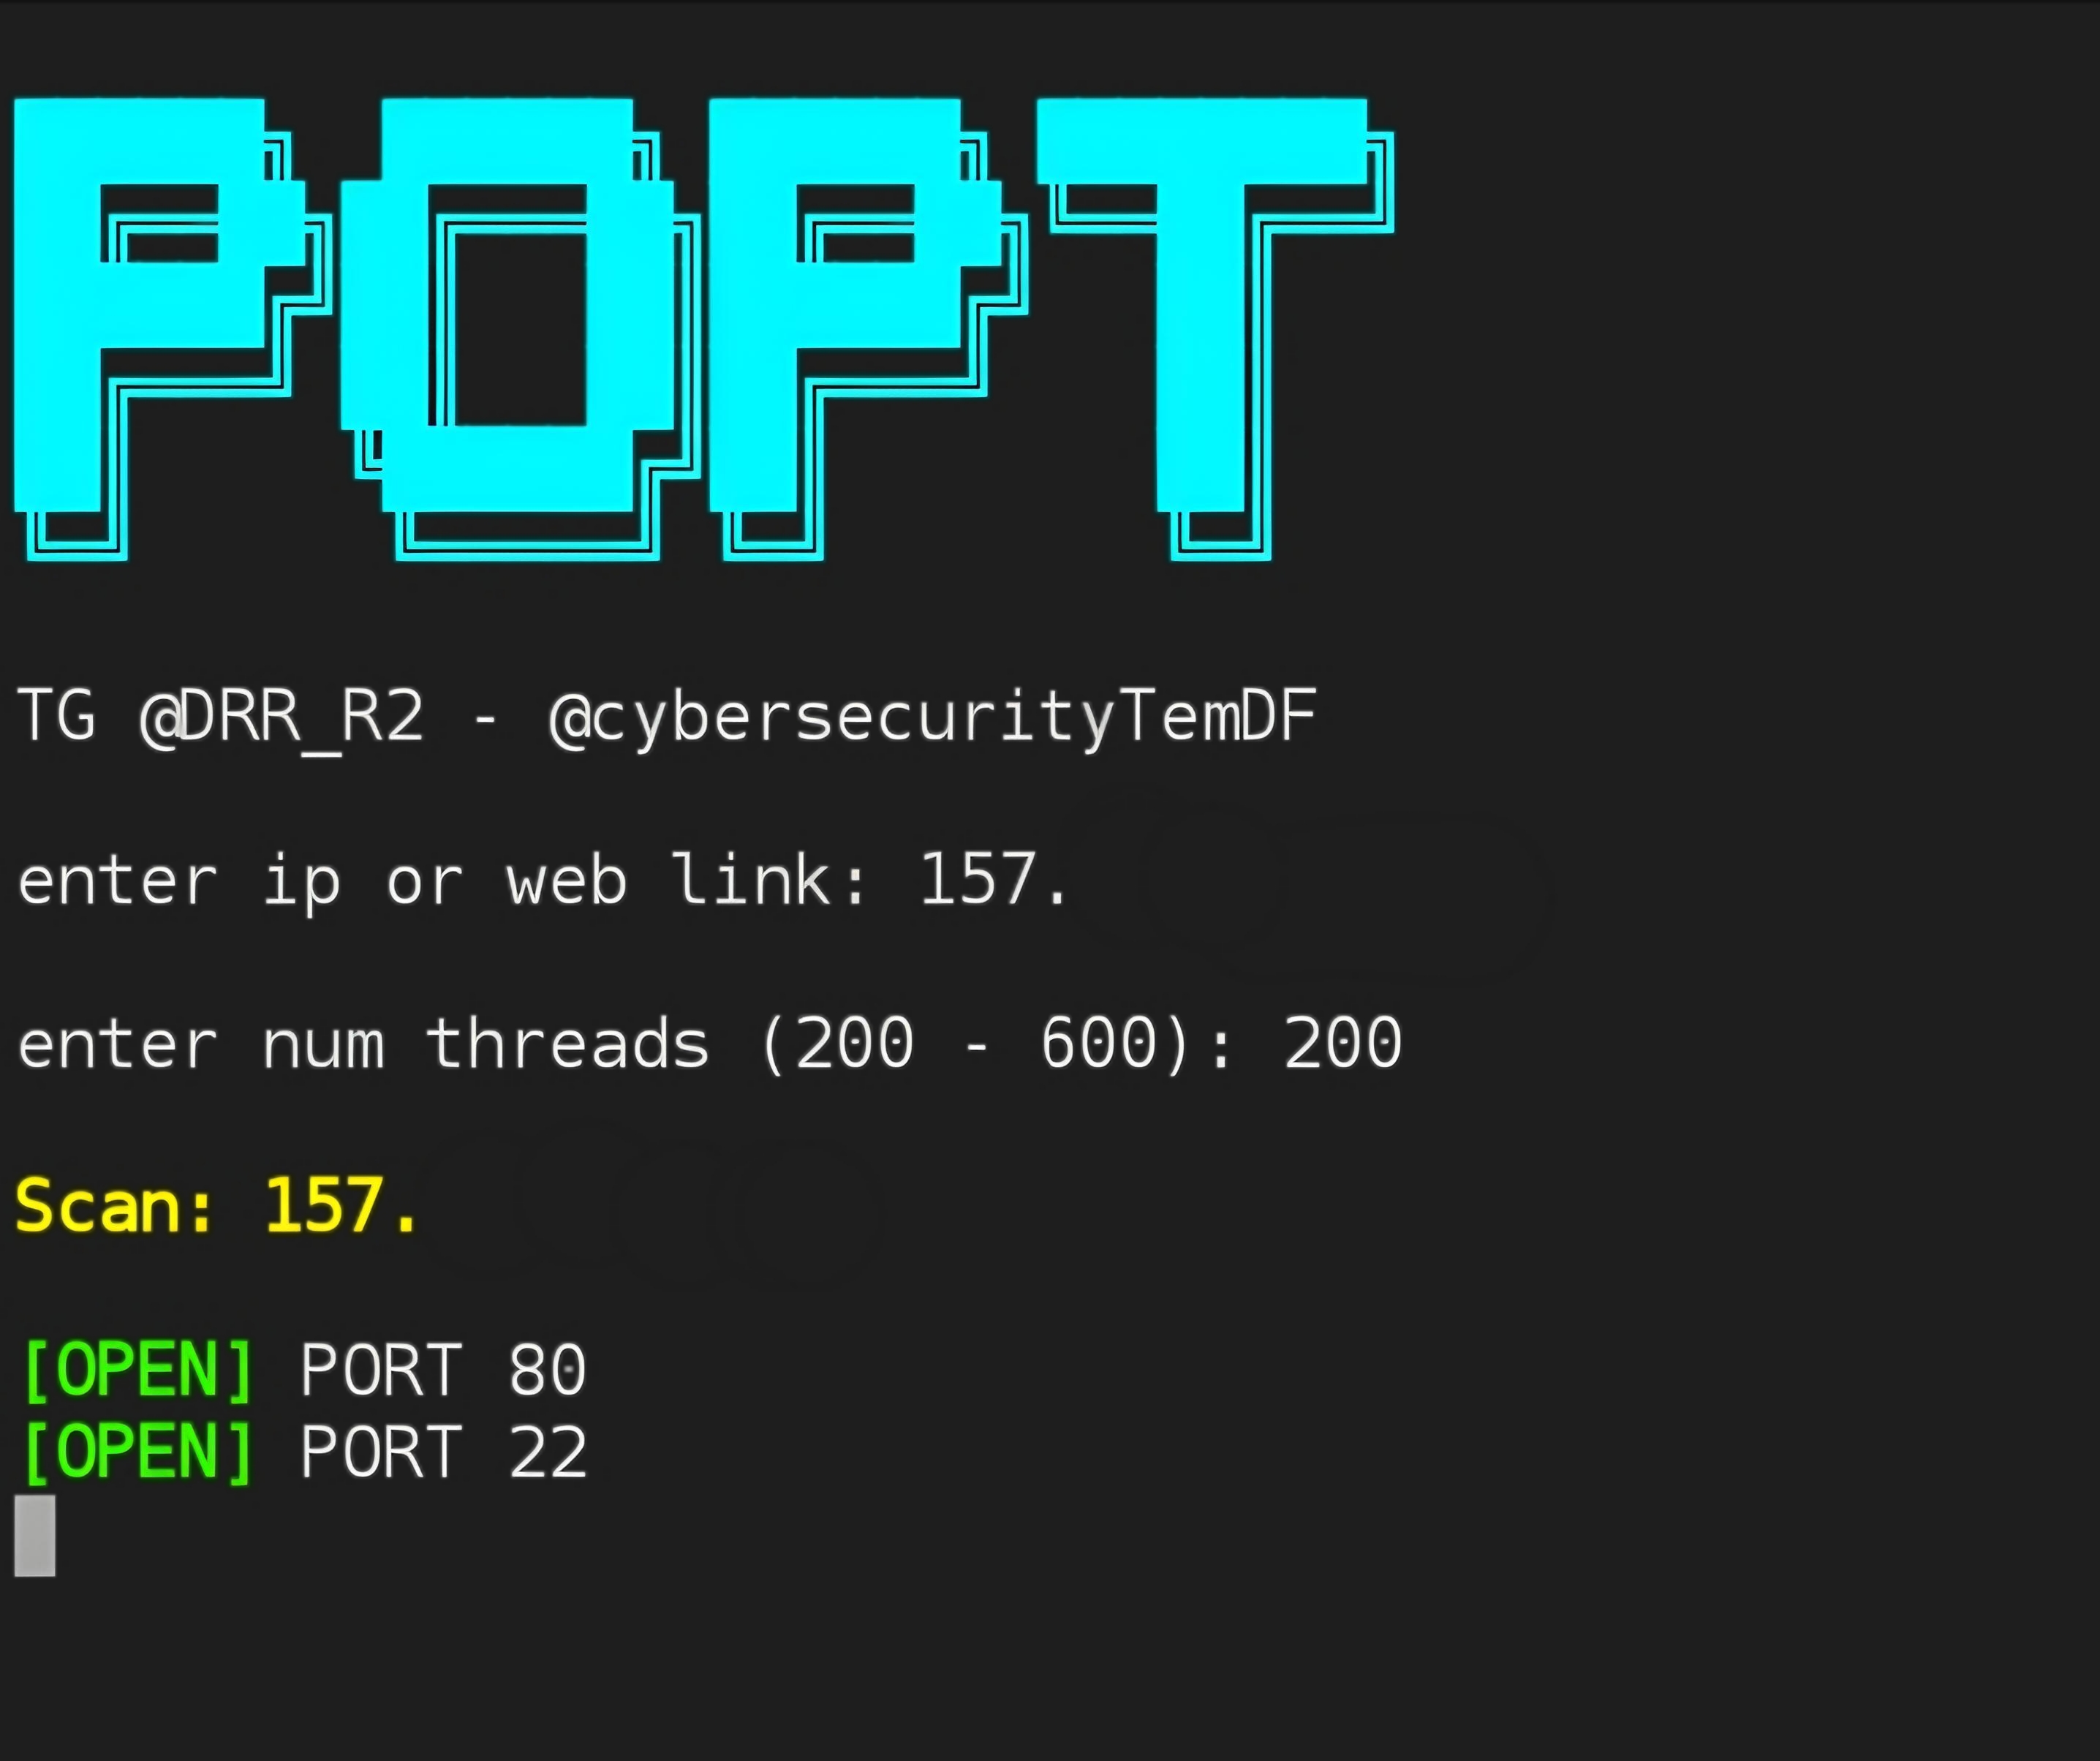 POPT
TG @DRR_R2 - @cybersecurityTemDF
enter ip or web link: 157.
enter num threads (200 - 600): 200
Scan: 157.
[OPEN] PORT 80
[OPEN] PORT 22